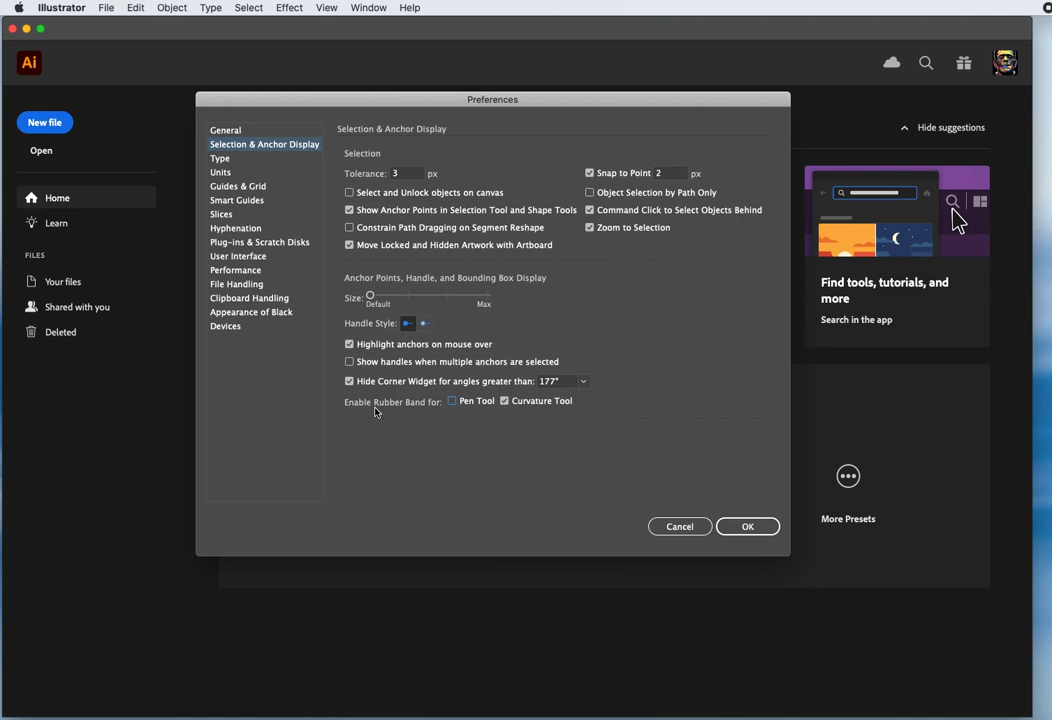 Illustrator File Edit Object Type Select Effect View Window Help
Ai
New file
Open
Home
Learn
FILES
Your files
Shared with you
Deleted
Hide suggestions
Find tools, tutorials, and
more
Search in the app
More Presets
Preferences
General
Selection & Anchor Display
Type
Units
Guides & Grid
Smart Guides
Slices
Hyphenation
Plug-ins & Scratch Disks
User Interface
Performance
File Handling
Clipboard Handling
Appearance of Black
Devices
Selection & Anchor Display
Selection
Tolerance: 3 px
Snap to Point 2 px
Select and Unlock objects on canvas
Object Selection by Path Only
Show Anchor Points in Selection Tool and Shape Tools
Command Click to Select Objects Behind
Constrain Path Dragging on Segment Reshape
Zoom to Selection
Move Locked and Hidden Artwork with Artboard
Anchor Points, Handle, and Bounding Box Display
Size:
Default Max
Handle Style:
Highlight anchors on mouse over
Show handles when multiple anchors are selected
Hide Corner Widget for angles greater than: 177°
Enable Rubber Band for: Pen Tool Curvature Tool
Cancel OK